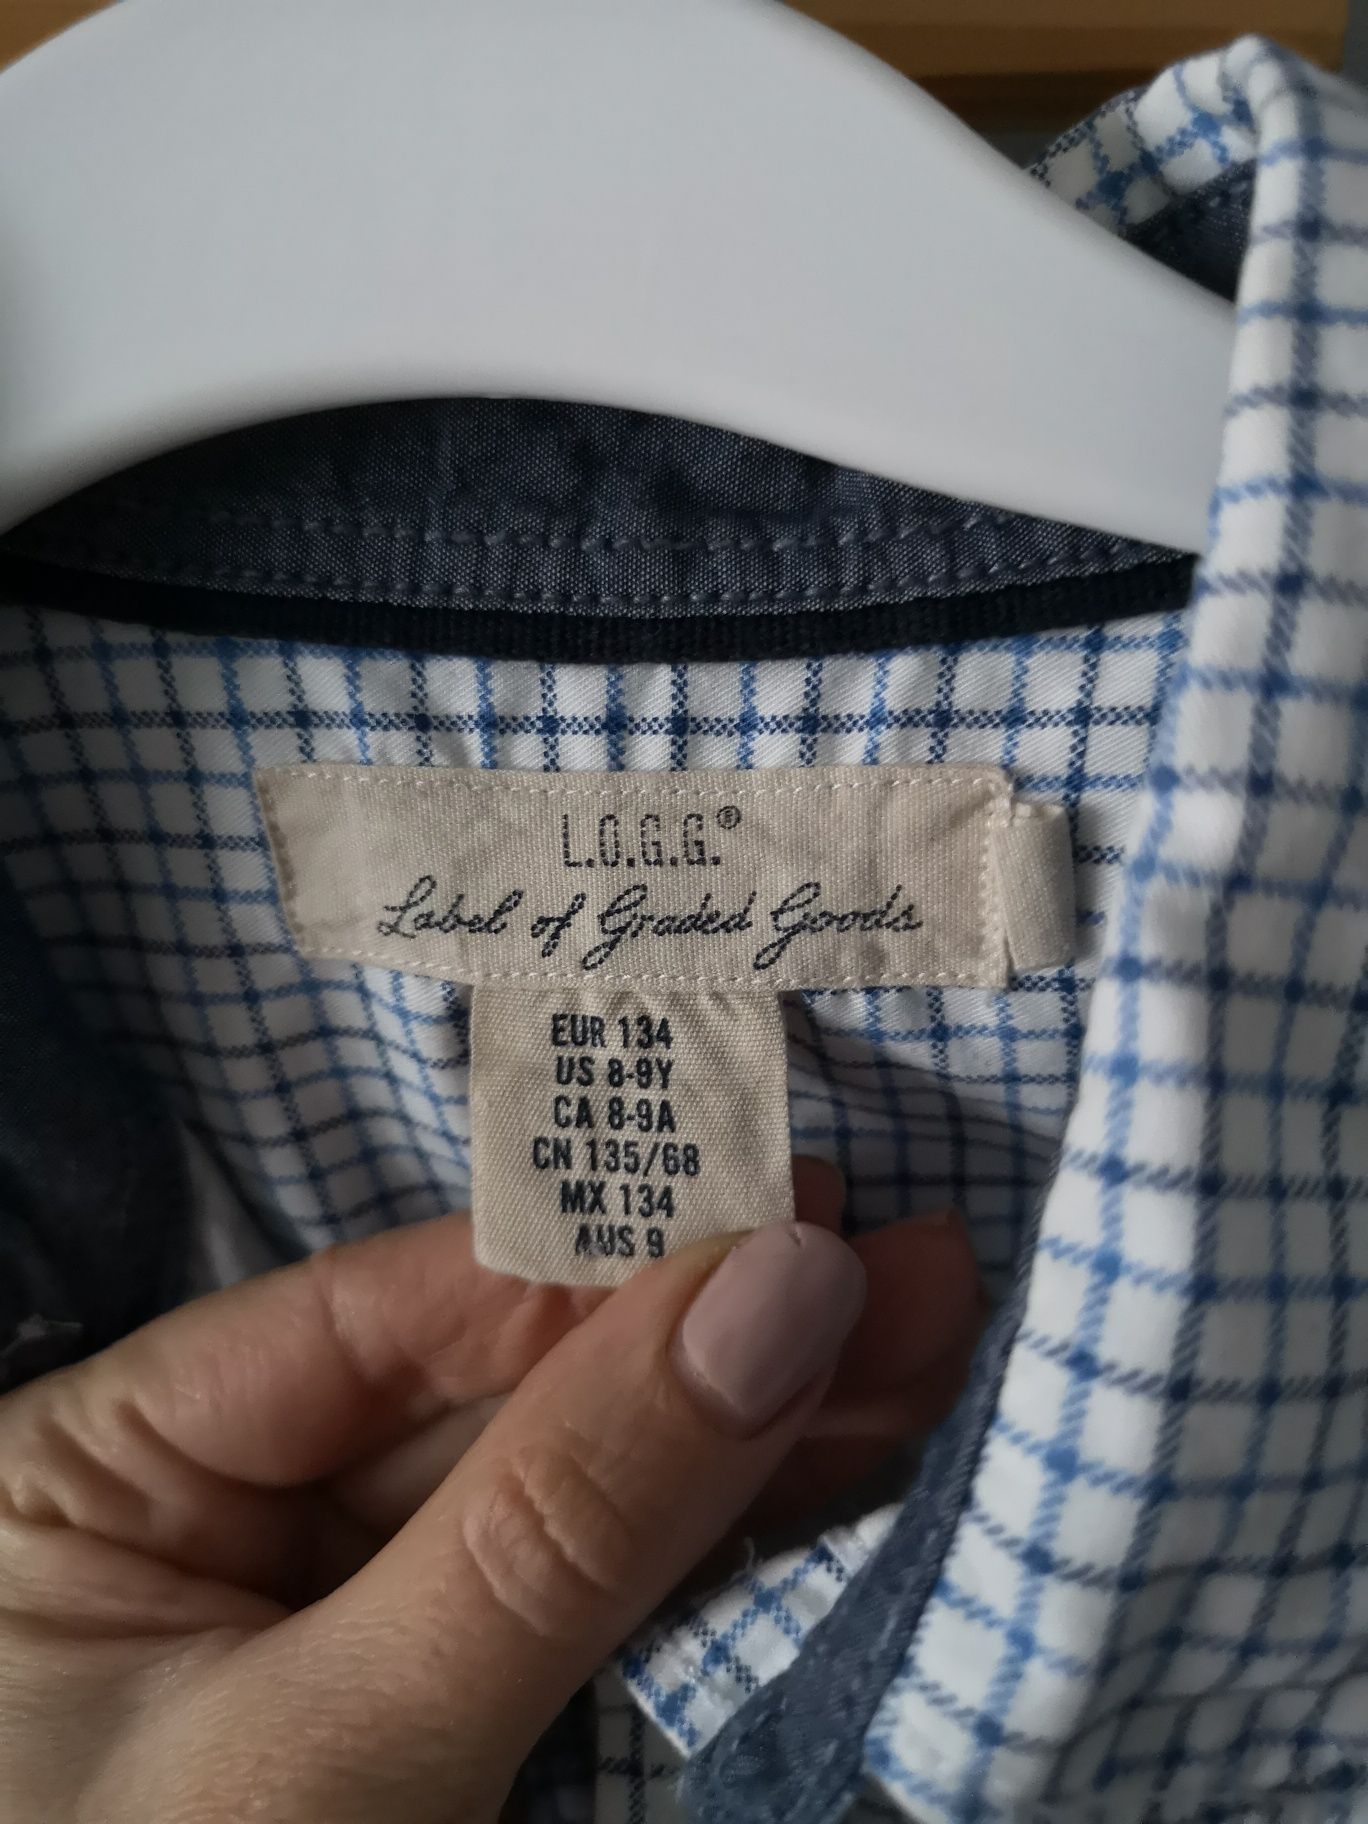 L.O.G.G.®
Label of Graded Goods
EUR 134
US 8-9Y
CA 8-9A
CN 135/68
MX 134
AUS 9